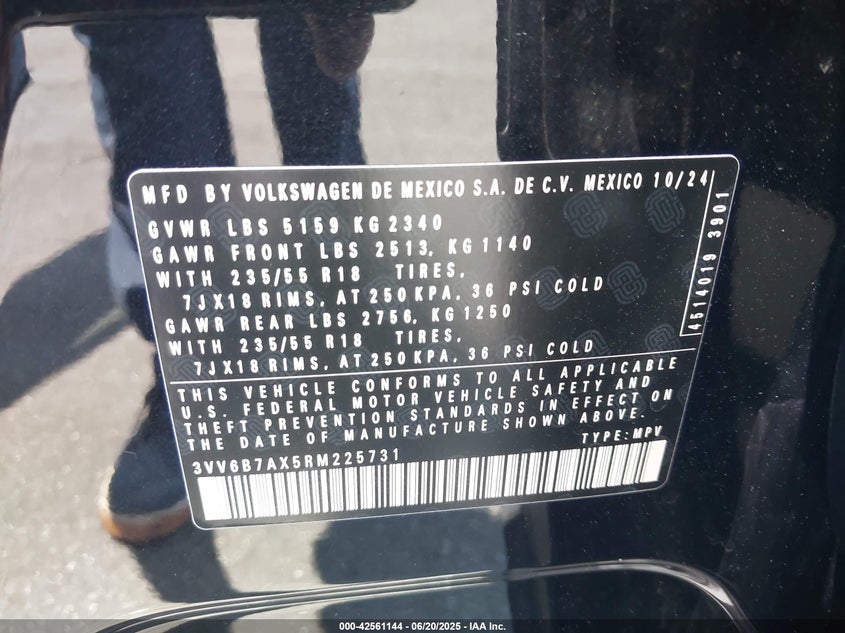 MFD BY VOLKSWAGEN DE MEXICO S.A. DE C.V. MEXICO 10/24
GVWR LBS 5159 KG 2340
GAWR FRONT LBS 2513, KG 1140
WITH 235/55 R18 TIRES,
7JX18 RIMS, AT 250 KPA, 36 PSI COLD
GAWR REAR LBS 2756, KG 1250
WITH 235/55 R18 TIRES,
7JX18 RIMS, AT 250 KPA, 36 PSI COLD
4514019 3901
THIS VEHICLE CONFORMS TO ALL APPLICABLE
U.S. FEDERAL MOTOR VEHICLE SAFETY AND
THEFT PREVENTION STANDARDS IN EFFECT ON
THE DATE OF MANUFACTURE SHOWN ABOVE.
TYPE: MPV
3VV6B7AX5RM225731
000-42561144 - 06/20/2025 - IAA Inc.